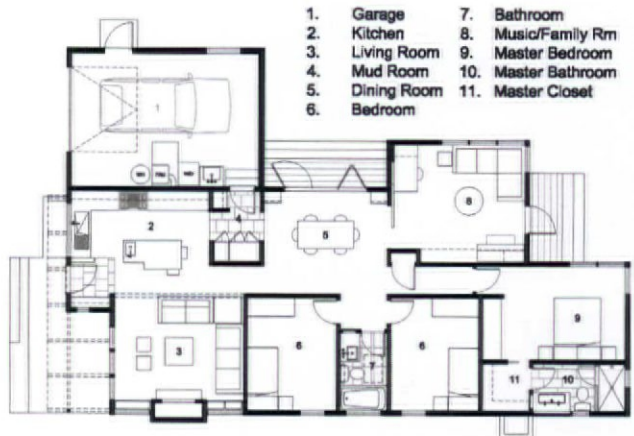 1. Garage
2. Kitchen
3. Living Room
4. Mud Room
5. Dining Room
6. Bedroom
7. Bathroom
8. Music/Family Rm
9. Master Bedroom
10. Master Bathroom
11. Master Closet
1
2
4
5
8
3
6
7
6
9
11
10